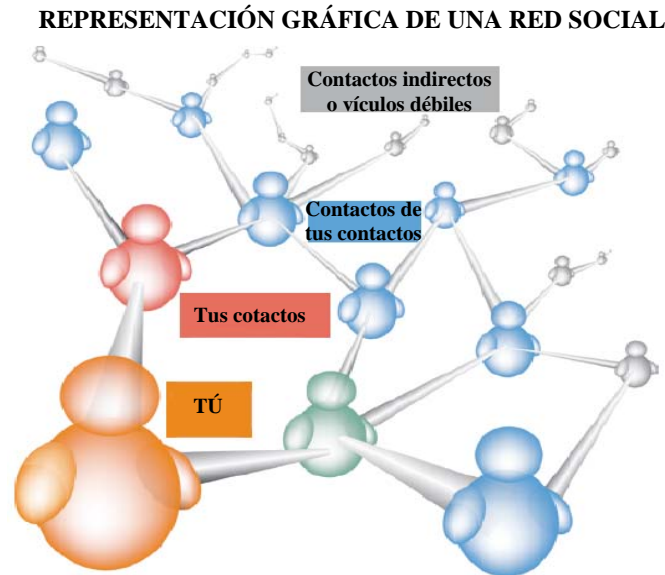 REPRESENTACIÓN GRÁFICA DE UNA RED SOCIAL
Contactos indirectos
o vículos débiles
Contactos de
tus contactos
Tus cotactos
TÚ